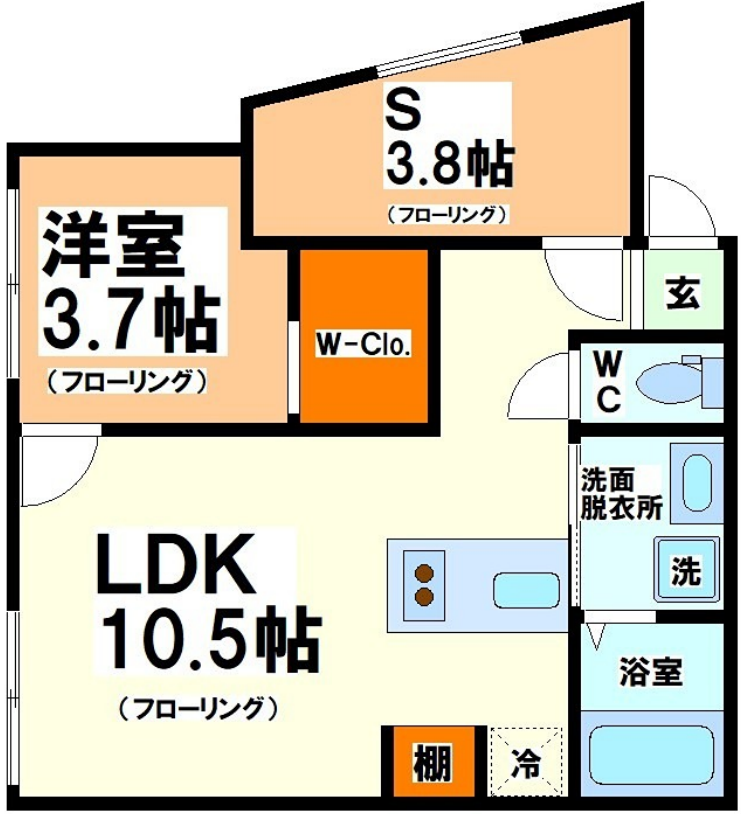 S
3.8帖
(フローリング)
洋室
3.7帖
(フローリング)
W-Clo.
玄
W
C
洗面
脱衣所
洗
LDK
10.5帖
(フローリング)
浴室
棚
冷